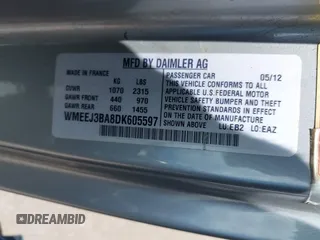 MFD BY DAIMLER AG
MADE IN FRANCE
PASSENGER CAR 05/12
KG LBS
GVWR 1070 2315
GAWR FRONT 440 970
GAWR REAR 660 1455
THIS VEHICLE CONFORMS TO ALL
APPLICABLE U.S. FEDERAL MOTOR
VEHICLE SAFETY BUMPER AND THEFT
PREVENTION STANDARDS IN EFFECT ON
THE DATE OF MANUFACTURE SHOWN ABOVE
WMEEJ3BA8DK605597
LU:EB2 LO:EAZ
DREAMBID